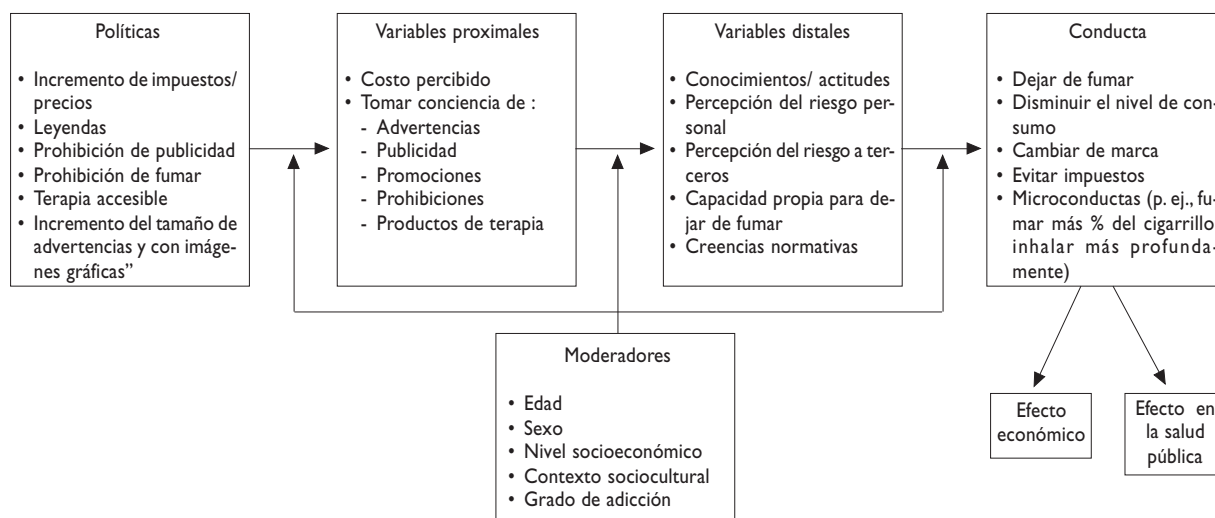 Políticas
• Incremento de impuestos/
precios
• Leyendas
• Prohibición de publicidad
• Prohibición de fumar
• Terapia accesible
• Incremento del tamaño de
advertencias y con imáge-
nes gráficas”
Variables proximales
• Costo percibido
• Tomar conciencia de :
- Advertencias
- Publicidad
- Promociones
- Prohibiciones
- Productos de terapia
Variables distales
• Conocimientos/ actitudes
• Percepción del riesgo per-
sonal
• Percepción del riesgo a ter-
ceros
• Capacidad propia para de-
jar de fumar
• Creencias normativas
Conducta
• Dejar de fumar
• Disminuir el nivel de con-
sumo
• Cambiar de marca
• Evitar impuestos
• Microconductas (p. ej., fu-
mar más % del cigarrillo
inhalar más profunda-
mente)
Moderadores
• Edad
• Sexo
• Nivel socioeconómico
• Contexto sociocultural
• Grado de adicción
Efecto
económico
Efecto en
la salud
pública